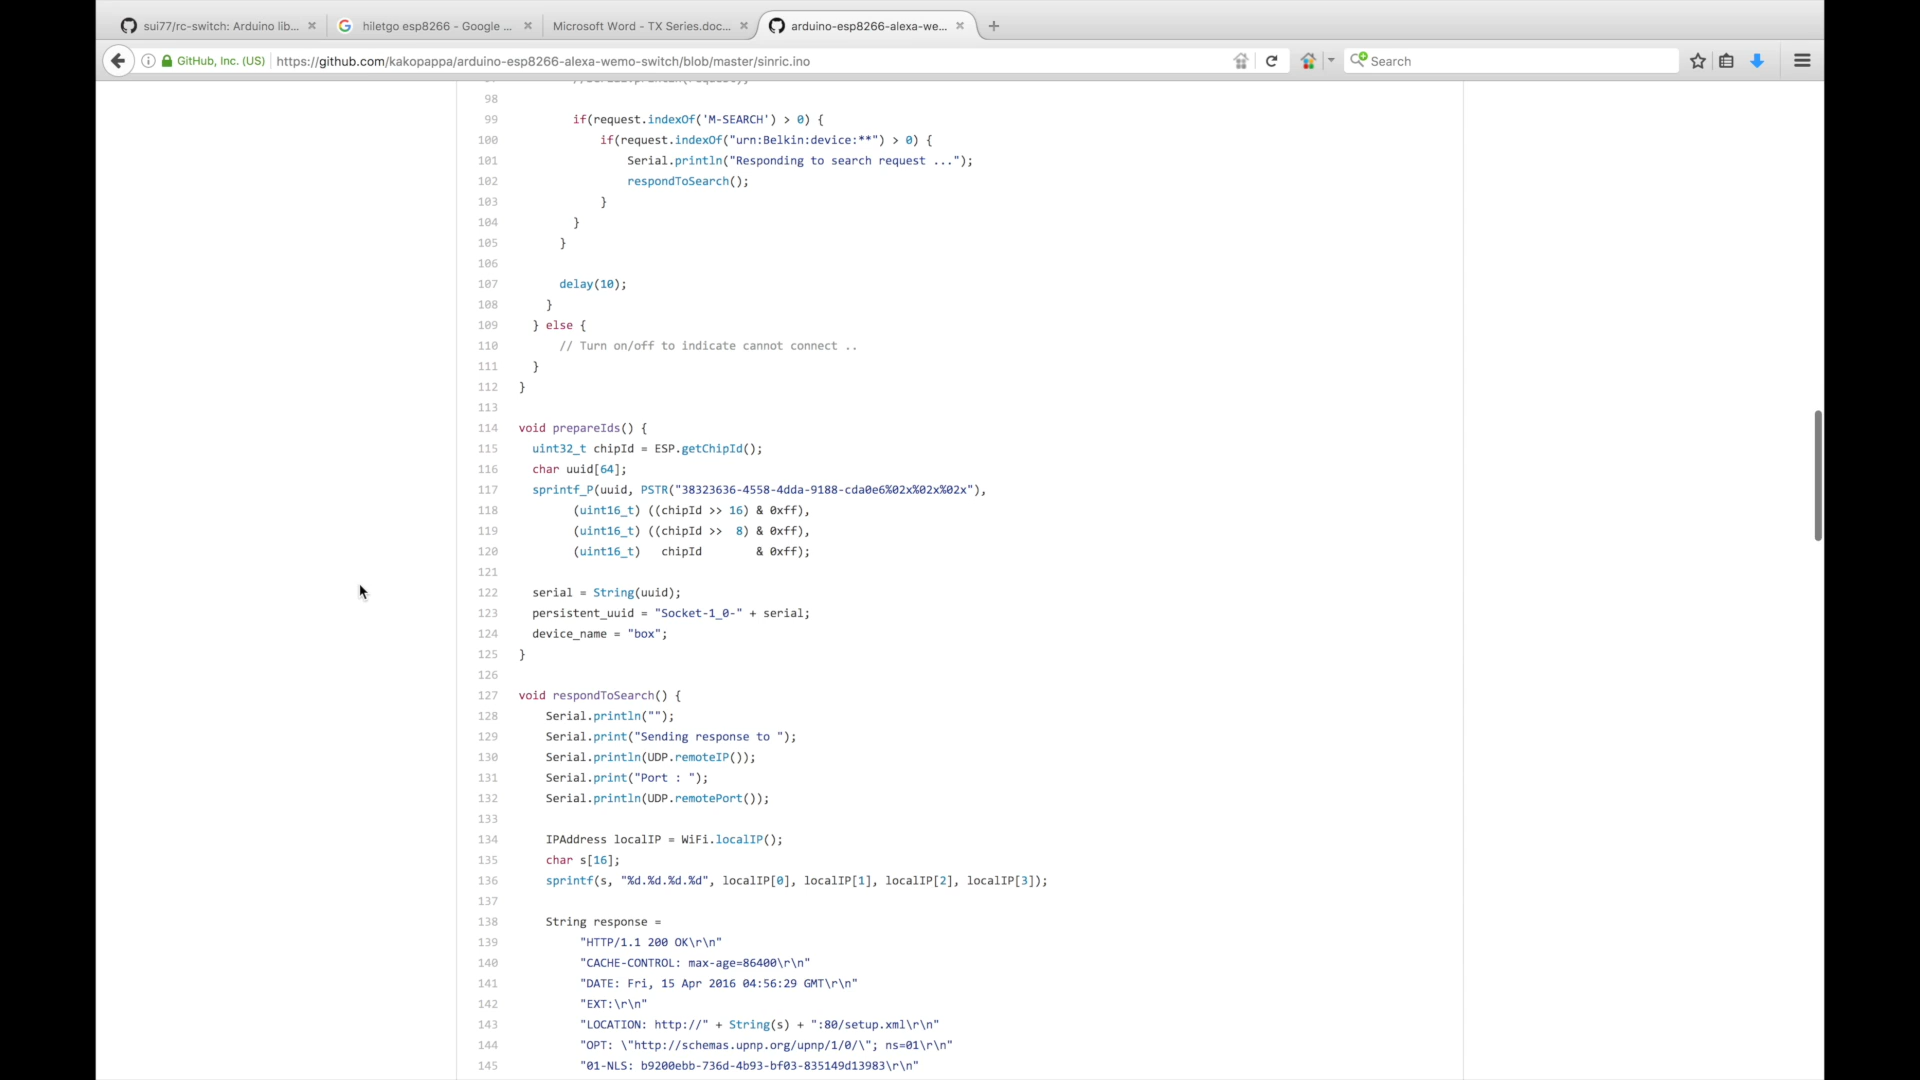 sui77/rc-switch: Arduino lib...
hiletgo esp8266 - Google ...
Microsoft Word - TX Series.doc...
arduino-esp8266-alexa-we...
GitHub, Inc. (US)
https://github.com/kakopappa/arduino-esp8266-alexa-wemo-switch/blob/master/sinric.ino
Search
98
99 if(request.indexOf('M-SEARCH') > 0) {
100 if(request.indexOf("urn:Belkin:device:**") > 0) {
101 Serial.println("Responding to search request ...");
102 respondToSearch();
103 }
104 }
105 }
106
107 delay(10);
108 }
109 } else {
110 // Turn on/off to indicate cannot connect ..
111 }
112 }
113
114 void prepareIds() {
115 uint32_t chipId = ESP.getChipId();
116 char uuid[64];
117 sprintf_P(uuid, PSTR("38323636-4558-4dda-9188-cda0e6%02x%02x%02x"),
118 (uint16_t) ((chipId >> 16) & 0xff),
119 (uint16_t) ((chipId >> 8) & 0xff),
120 (uint16_t) chipId & 0xff);
121
122 serial = String(uuid);
123 persistent_uuid = "Socket-1_0-" + serial;
124 device_name = "box";
125 }
126
127 void respondToSearch() {
128 Serial.println("");
129 Serial.print("Sending response to ");
130 Serial.println(UDP.remoteIP());
131 Serial.print("Port : ");
132 Serial.println(UDP.remotePort());
133
134 IPAddress localIP = WiFi.localIP();
135 char s[16];
136 sprintf(s, "%d.%d.%d.%d", localIP[0], localIP[1], localIP[2], localIP[3]);
137
138 String response =
139 "HTTP/1.1 200 OK\r\n"
140 "CACHE-CONTROL: max-age=86400\r\n"
141 "DATE: Fri, 15 Apr 2016 04:56:29 GMT\r\n"
142 "EXT:\r\n"
143 "LOCATION: http://" + String(s) + ":80/setup.xml\r\n"
144 "OPT: \"http://schemas.upnp.org/upnp/1/0/\"; ns=01\r\n"
145 "01-NLS: b9200ebb-736d-4b93-bf03-835149d13983\r\n"